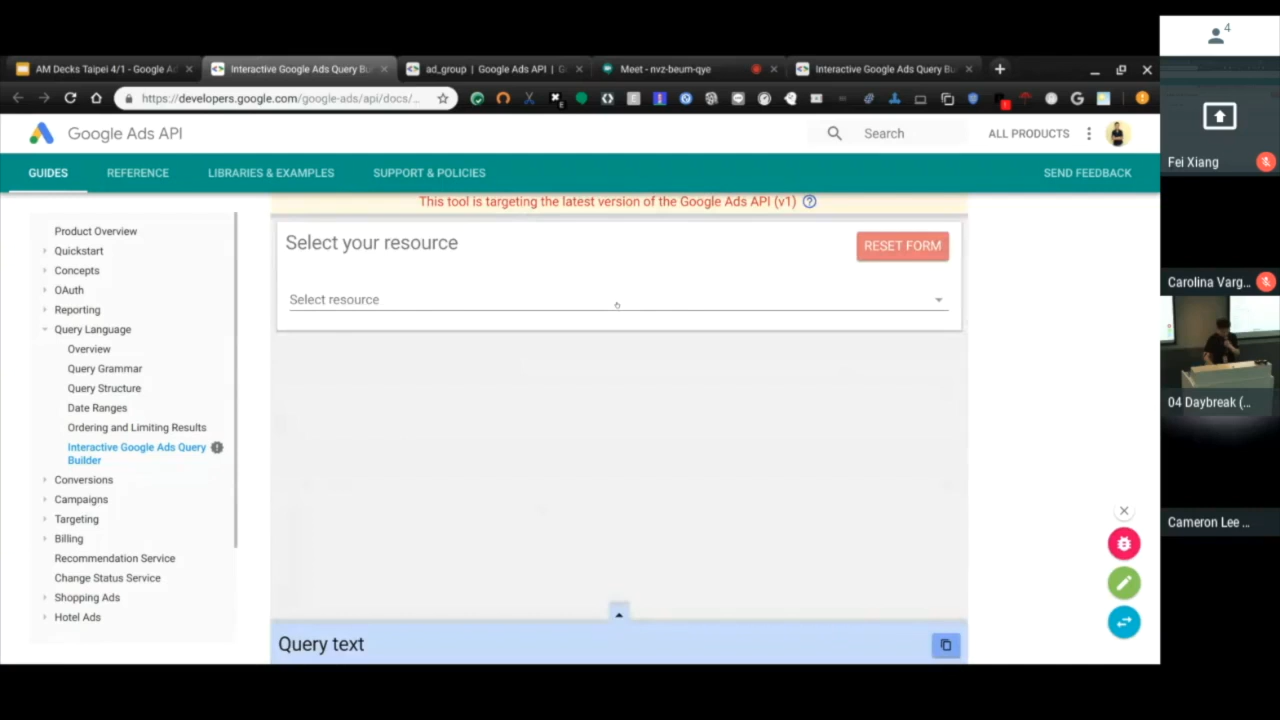 AM Decks Taipei 4/1 - Google Ad
Interactive Google Ads Query Bu
ad_group | Google Ads API | G
Meet - nvz-beum-qye
Interactive Google Ads Query Bu
https://developers.google.com/google-ads/api/docs/...
4
Google Ads API
Search
ALL PRODUCTS
GUIDES
REFERENCE
LIBRARIES & EXAMPLES
SUPPORT & POLICIES
SEND FEEDBACK
Fei Xiang
This tool is targeting the latest version of the Google Ads API (v1)
Product Overview
Quickstart
Concepts
OAuth
Reporting
Query Language
Overview
Query Grammar
Query Structure
Date Ranges
Ordering and Limiting Results
Interactive Google Ads Query
Builder
Conversions
Campaigns
Targeting
Billing
Recommendation Service
Change Status Service
Shopping Ads
Hotel Ads
Select your resource
RESET FORM
Select resource
Query text
Carolina Varg...
04 Daybreak (...
Cameron Lee ...